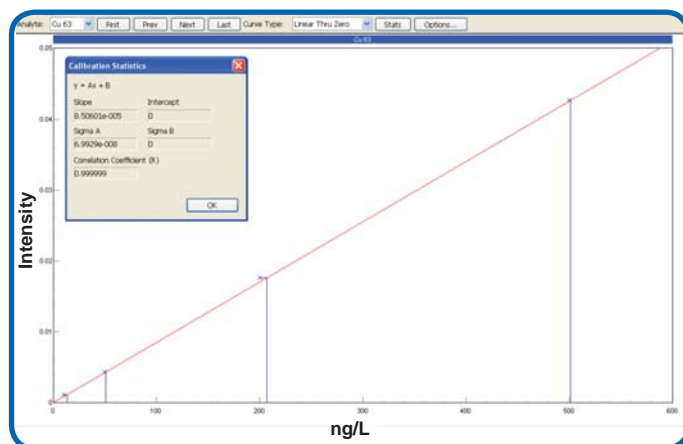 Analyte: Cu 63 First Prev Next Last Curve Type: Linear Thru Zero Stats Options...
Cu 63
Calibration Statistics
y = Ax + B
Slope Intercept
8.50601e-005 0
Sigma A Sigma B
6.9929e-008 0
Correlation Coefficient (R)
0.999999
OK
0.05
0.04
0.03
0.02
0.01
0
Intensity
0 100 200 300 400 500 600
ng/L